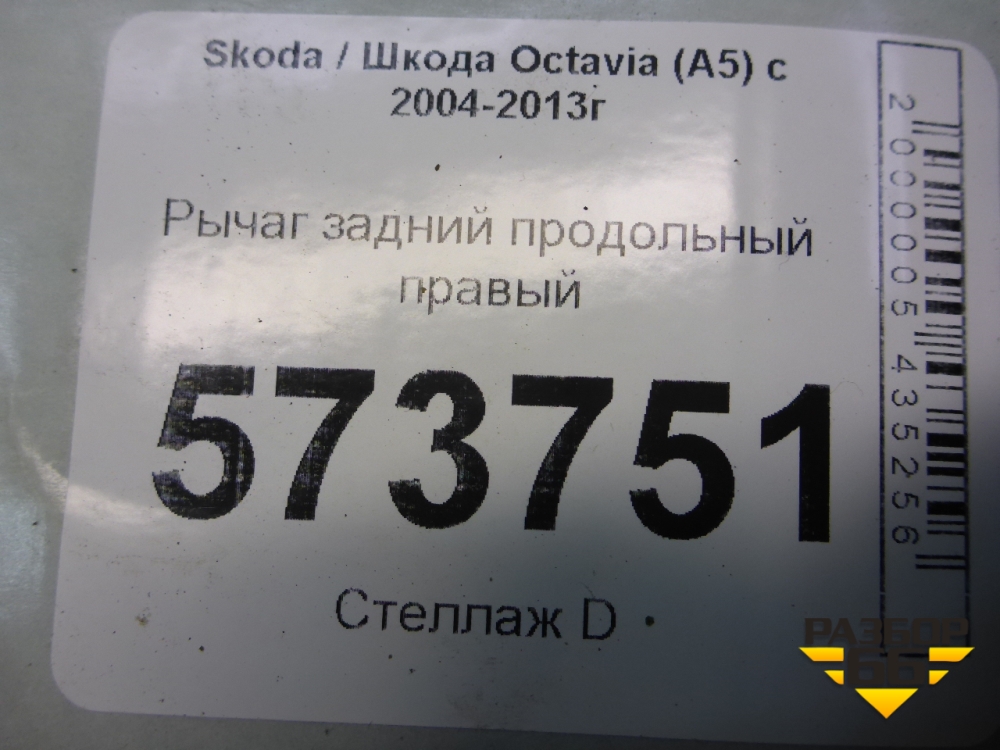 Skoda / Шкода Octavia (A5) с
2004-2013г
Рычаг задний продольный
правый
573751
Стеллаж D
2000005435256
РАЗБОР
66